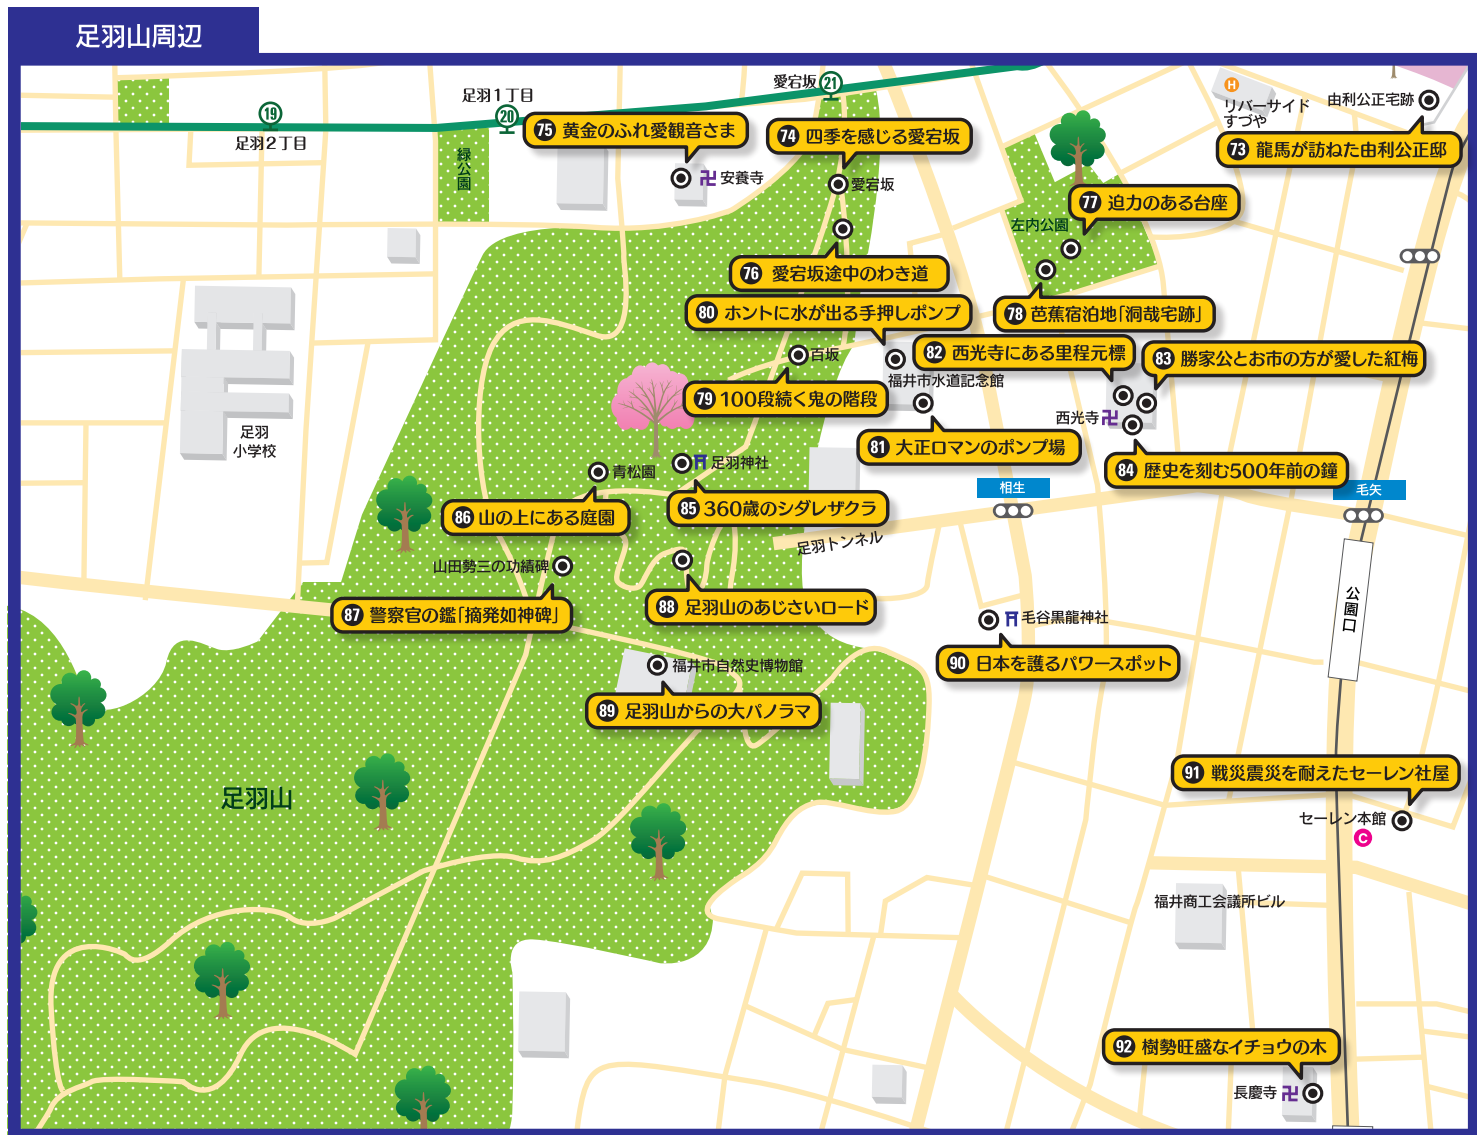 足羽山周辺
愛宕坂
21
足羽1丁目
20
19
足羽2丁目
H
リバーサイド
すづや
由利公正宅跡
73 龍馬が訪ねた由利公正邸
74 四季を感じる愛宕坂
75 黄金のふれ愛観音さま
緑公園
安養寺
愛宕坂
77 迫力のある台座
左内公園
76 愛宕坂途中のわき道
78 芭蕉宿泊地「洞哉宅跡」
80 ホントに水が出る手押しポンプ
百坂
82 西光寺にある里程元標
83 勝家公とお市の方が愛した紅梅
福井市水道記念館
79 100段続く鬼の階段
西光寺
足羽
小学校
81 大正ロマンのポンプ場
青松園
足羽神社
84 歴史を刻む500年前の鐘
相生
毛矢
85 360歳のシダレザクラ
86 山の上にある庭園
足羽トンネル
山田勢三の功績碑
87 警察官の鑑「摘発如神碑」
88 足羽山のあじさいロード
公園口
毛谷黒龍神社
90 日本を護るパワースポット
福井市自然史博物館
89 足羽山からの大パノラマ
91 戦災震災を耐えたセーレン社屋
足羽山
セーレン本館
C
福井商工会議所ビル
92 樹勢旺盛なイチョウの木
長慶寺